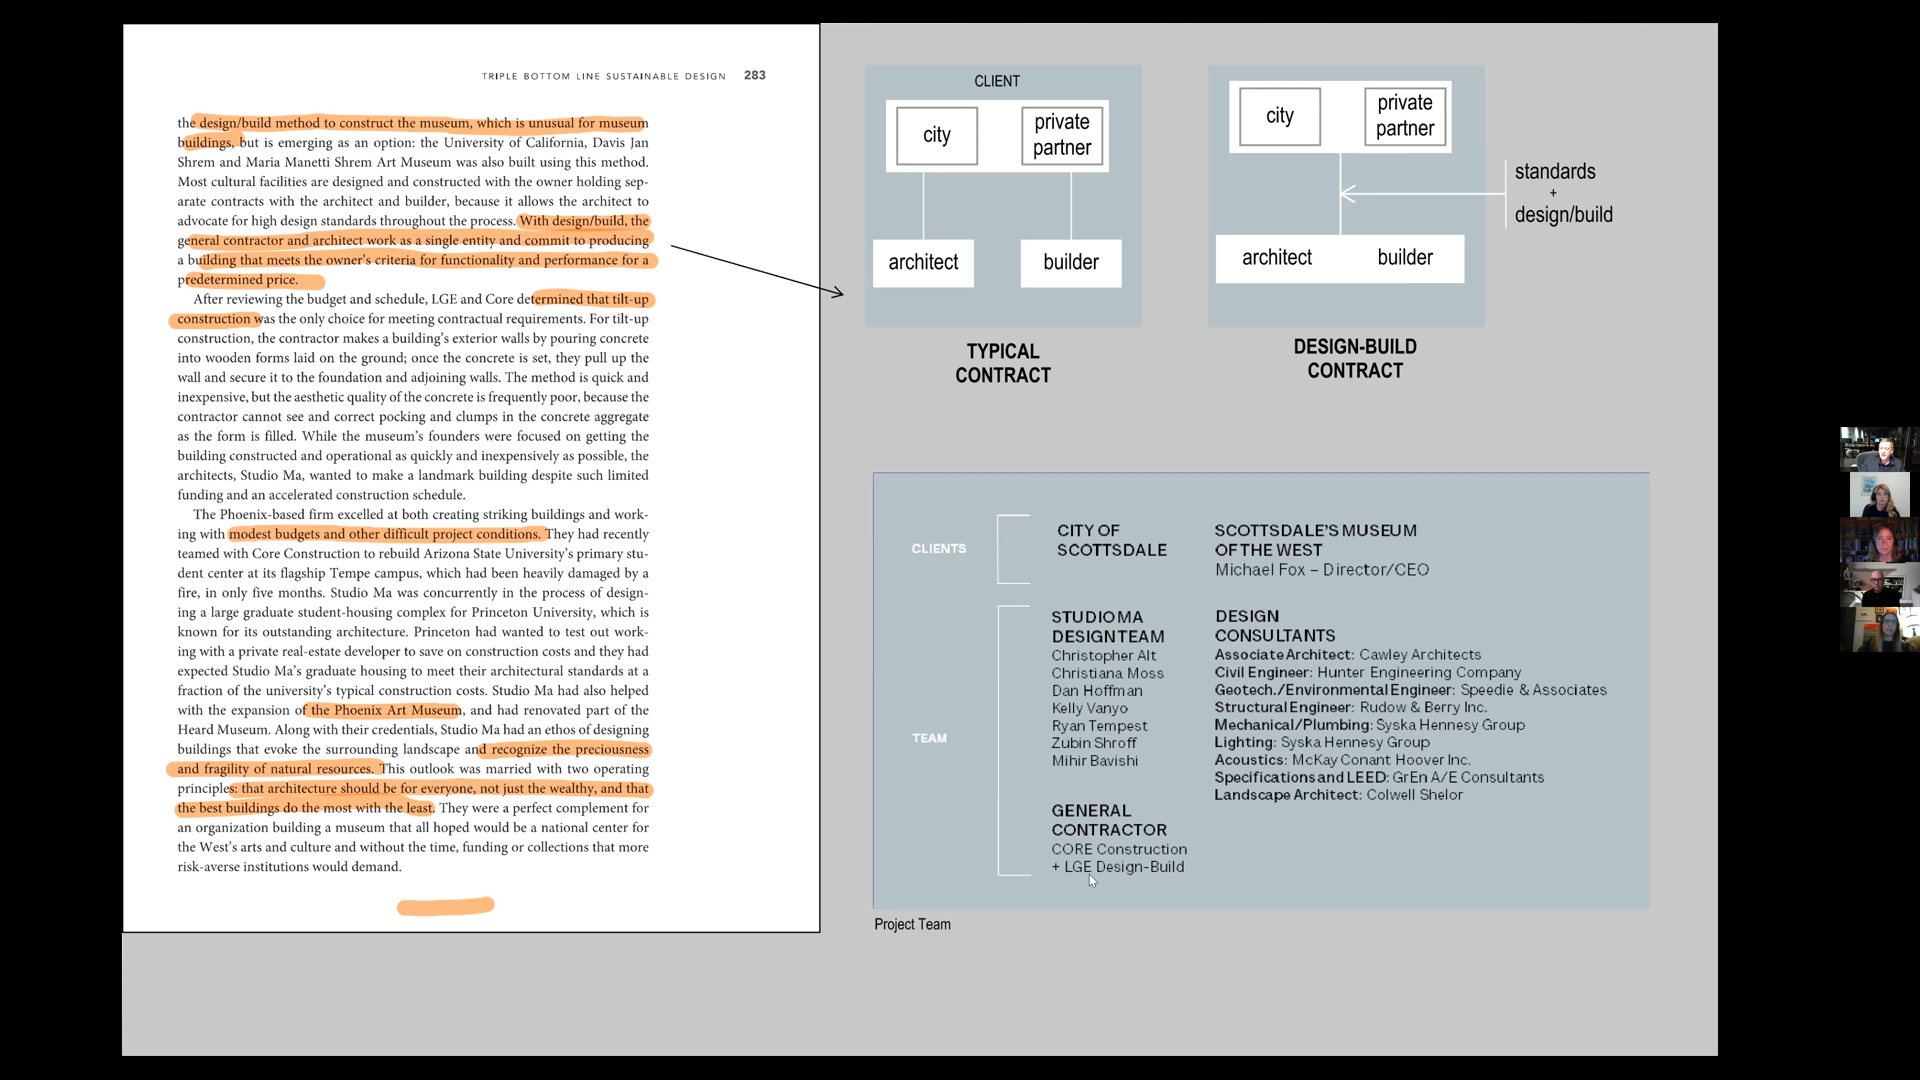 TRIPLE BOTTOM LINE SUSTAINABLE DESIGN 283
the design/build method to construct the museum, which is unusual for museum
buildings, but is emerging as an option: the University of California, Davis Jan
Shrem and Maria Manetti Shrem Art Museum was also built using this method.
Most cultural facilities are designed and constructed with the owner holding sep-
arate contracts with the architect and builder, because it allows the architect to
advocate for high design standards throughout the process. With design/build, the
general contractor and architect work as a single entity and commit to producing
a building that meets the owner's criteria for functionality and performance for a
predetermined price.
After reviewing the budget and schedule, LGE and Core determined that tilt-up
construction was the only choice for meeting contractual requirements. For tilt-up
construction, the contractor makes a building's exterior walls by pouring concrete
into wooden forms laid on the ground; once the concrete is set, they pull up the
wall and secure it to the foundation and adjoining walls. The method is quick and
inexpensive, but the aesthetic quality of the concrete is frequently poor, because the
contractor cannot see and correct pocking and clumps in the concrete aggregate
as the form is filled. While the museum's founders were focused on getting the
building constructed and operational as quickly and inexpensively as possible, the
architects, Studio Ma, wanted to make a landmark building despite such limited
funding and an accelerated construction schedule.
The Phoenix-based firm excelled at both creating striking buildings and work-
ing with modest budgets and other difficult project conditions. They had recently
teamed with Core Construction to rebuild Arizona State University's primary stu-
dent center at its flagship Tempe campus, which had been heavily damaged by a
fire, in only five months. Studio Ma was concurrently in the process of design-
ing a large graduate student-housing complex for Princeton University, which is
known for its outstanding architecture. Princeton had wanted to test out work-
ing with a private real-estate developer to save on construction costs and they had
expected Studio Ma's graduate housing to meet their architectural standards at a
fraction of the university's typical construction costs. Studio Ma had also helped
with the expansion of the Phoenix Art Museum, and had renovated part of the
Heard Museum. Along with their credentials, Studio Ma had an ethos of designing
buildings that evoke the surrounding landscape and recognize the preciousness
and fragility of natural resources. This outlook was married with two operating
principles: that architecture should be for everyone, not just the wealthy, and that
the best buildings do the most with the least. They were a perfect complement for
an organization building a museum that all hoped would be a national center for
the West's arts and culture and without the time, funding or collections that more
risk-averse institutions would demand.
CLIENT
city
private
partner
architect
builder
TYPICAL
CONTRACT
city
private
partner
standards
+
design/build
architect
builder
DESIGN-BUILD
CONTRACT
CLIENTS
CITY OF
SCOTTSDALE
SCOTTSDALE'S MUSEUM
OF THE WEST
Michael Fox – Director/CEO
TEAM
STUDIO MA
DESIGN TEAM
Christopher Alt
Christiana Moss
Dan Hoffman
Kelly Vanyo
Ryan Tempest
Zubin Shroff
Mihir Bavishi
GENERAL
CONTRACTOR
CORE Construction
+ LGE Design-Build
DESIGN
CONSULTANTS
Associate Architect: Cawley Architects
Civil Engineer: Hunter Engineering Company
Geotech./Environmental Engineer: Speedie & Associates
Structural Engineer: Rudow & Berry Inc.
Mechanical/Plumbing: Syska Hennesy Group
Lighting: Syska Hennesy Group
Acoustics: McKay Conant Hoover Inc.
Specifications and LEED: GrEn A/E Consultants
Landscape Architect: Colwell Shelor
Project Team